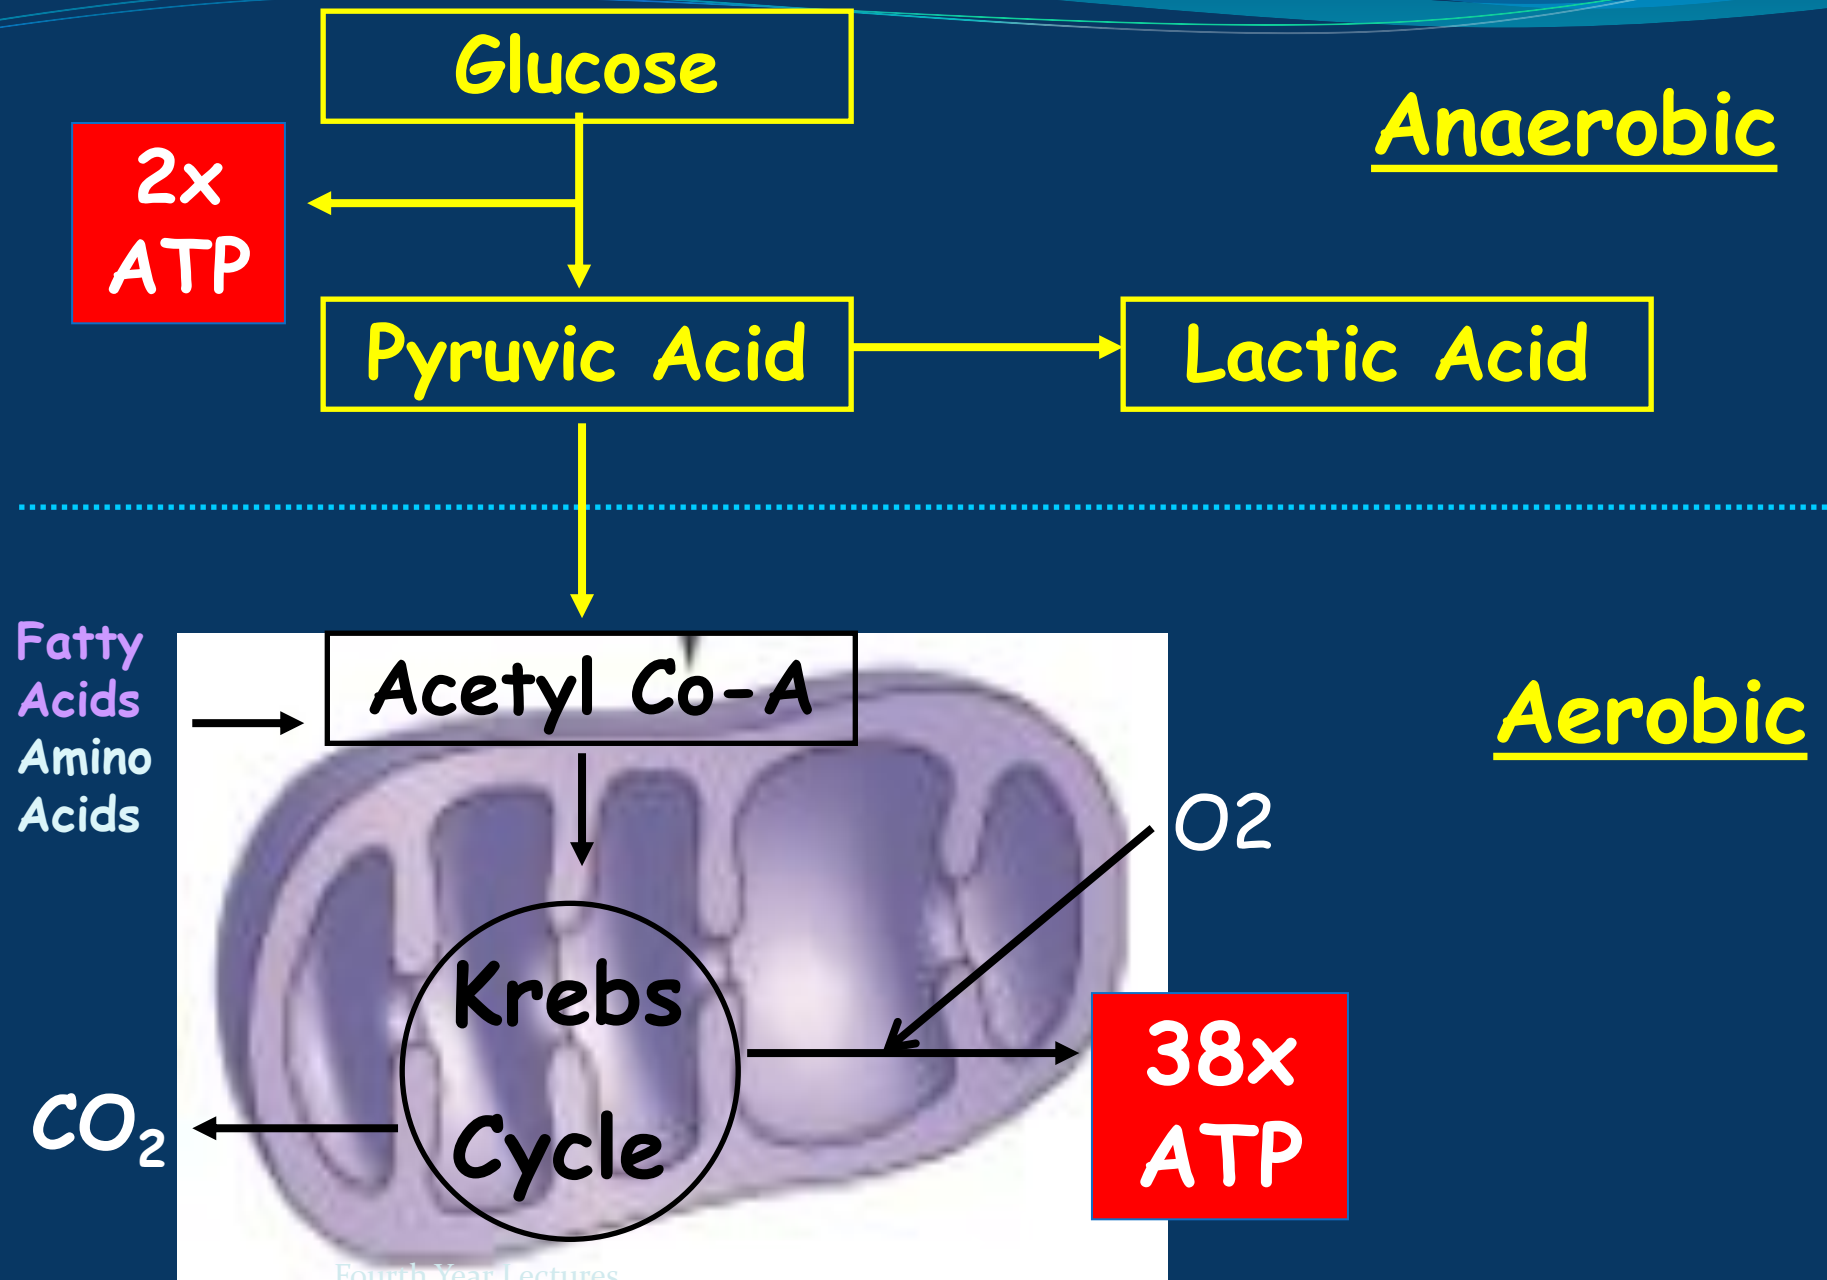 Glucose
Anaerobic
2x
ATP
Pyruvic Acid
Lactic Acid
Fatty
Acids
Amino
Acids
Acetyl Co-A
Aerobic
O2
Krebs
Cycle
38x
ATP
CO₂
Fourth Year Lectures